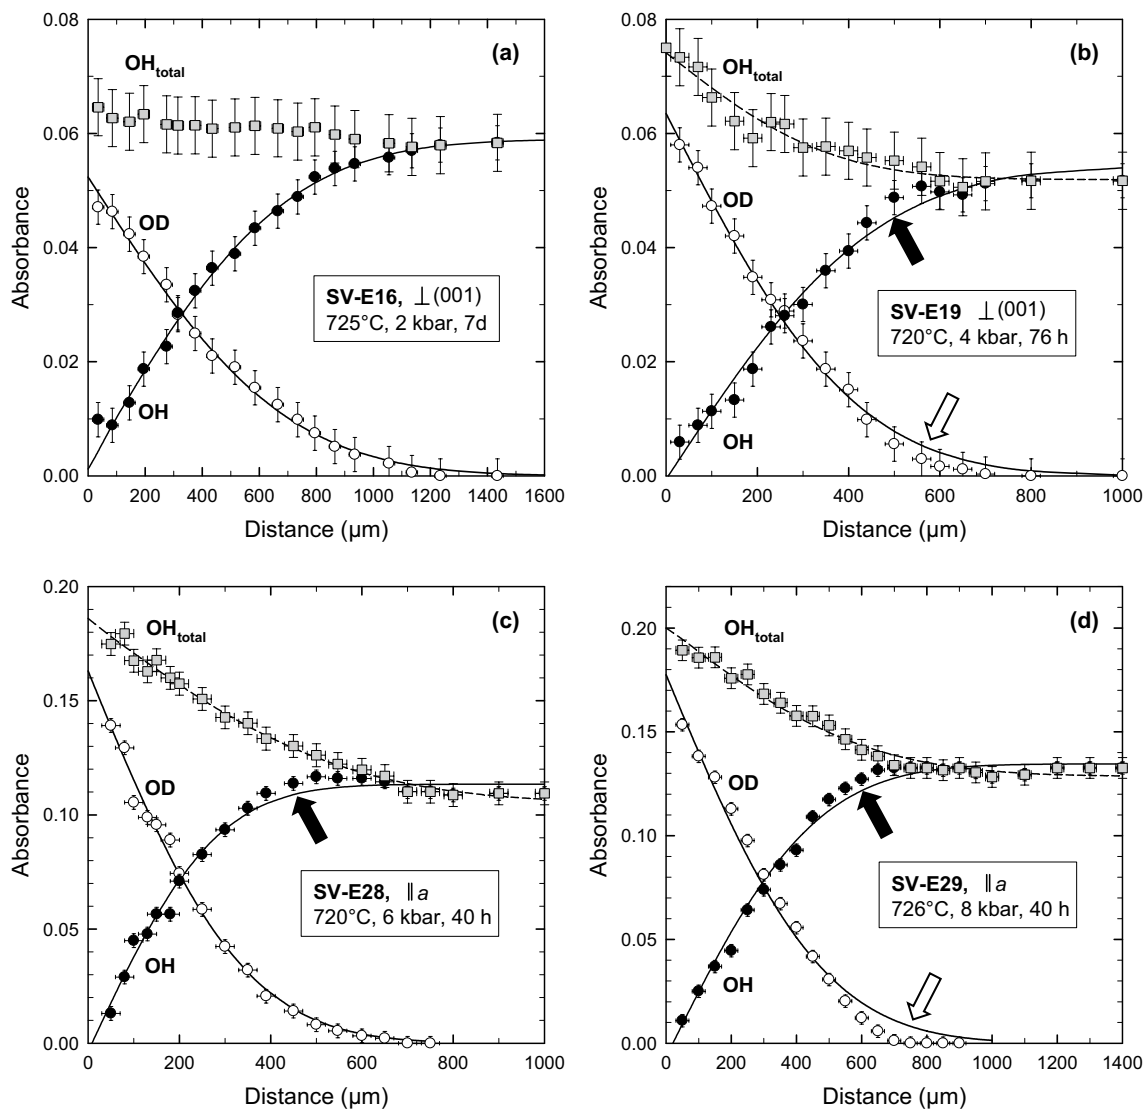 (a)
OH_total
OD
OH
SV-E16, ⊥(001)
725°C, 2 kbar, 7d
Absorbance
0.08
0.06
0.04
0.02
0.00
0 200 400 600 800 1000 1200 1400 1600
Distance (µm)
(b)
OH_total
OD
OH
SV-E19 ⊥(001)
720°C, 4 kbar, 76 h
Absorbance
0.08
0.06
0.04
0.02
0.00
0 200 400 600 800 1000
Distance (µm)
(c)
OH_total
OD
OH
SV-E28, ∥a
720°C, 6 kbar, 40 h
Absorbance
0.20
0.15
0.10
0.05
0.00
0 200 400 600 800 1000
Distance (µm)
(d)
OH_total
OD
OH
SV-E29, ∥a
726°C, 8 kbar, 40 h
Absorbance
0.20
0.15
0.10
0.05
0.00
0 200 400 600 800 1000 1200 1400
Distance (µm)